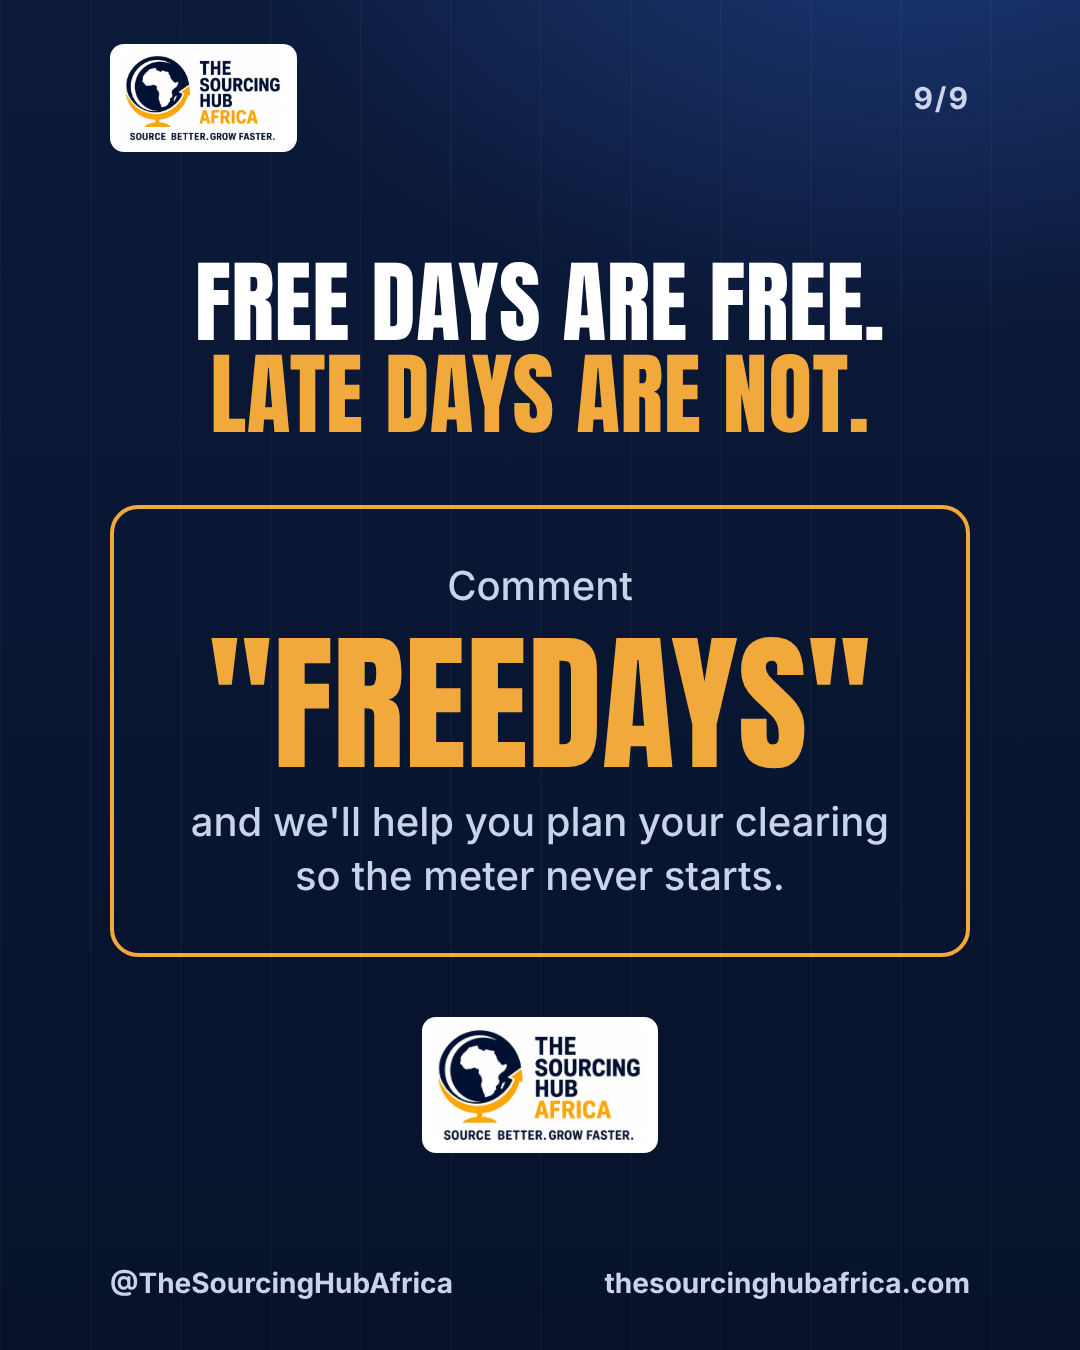 THE
SOURCING
HUB
AFRICA
SOURCE BETTER. GROW FASTER.
9/9
FREE DAYS ARE FREE.
LATE DAYS ARE NOT.
Comment
"FREEDAYS"
and we'll help you plan your clearing
so the meter never starts.
THE
SOURCING
HUB
AFRICA
SOURCE BETTER. GROW FASTER.
@TheSourcingHubAfrica
thesourcinghubafrica.com